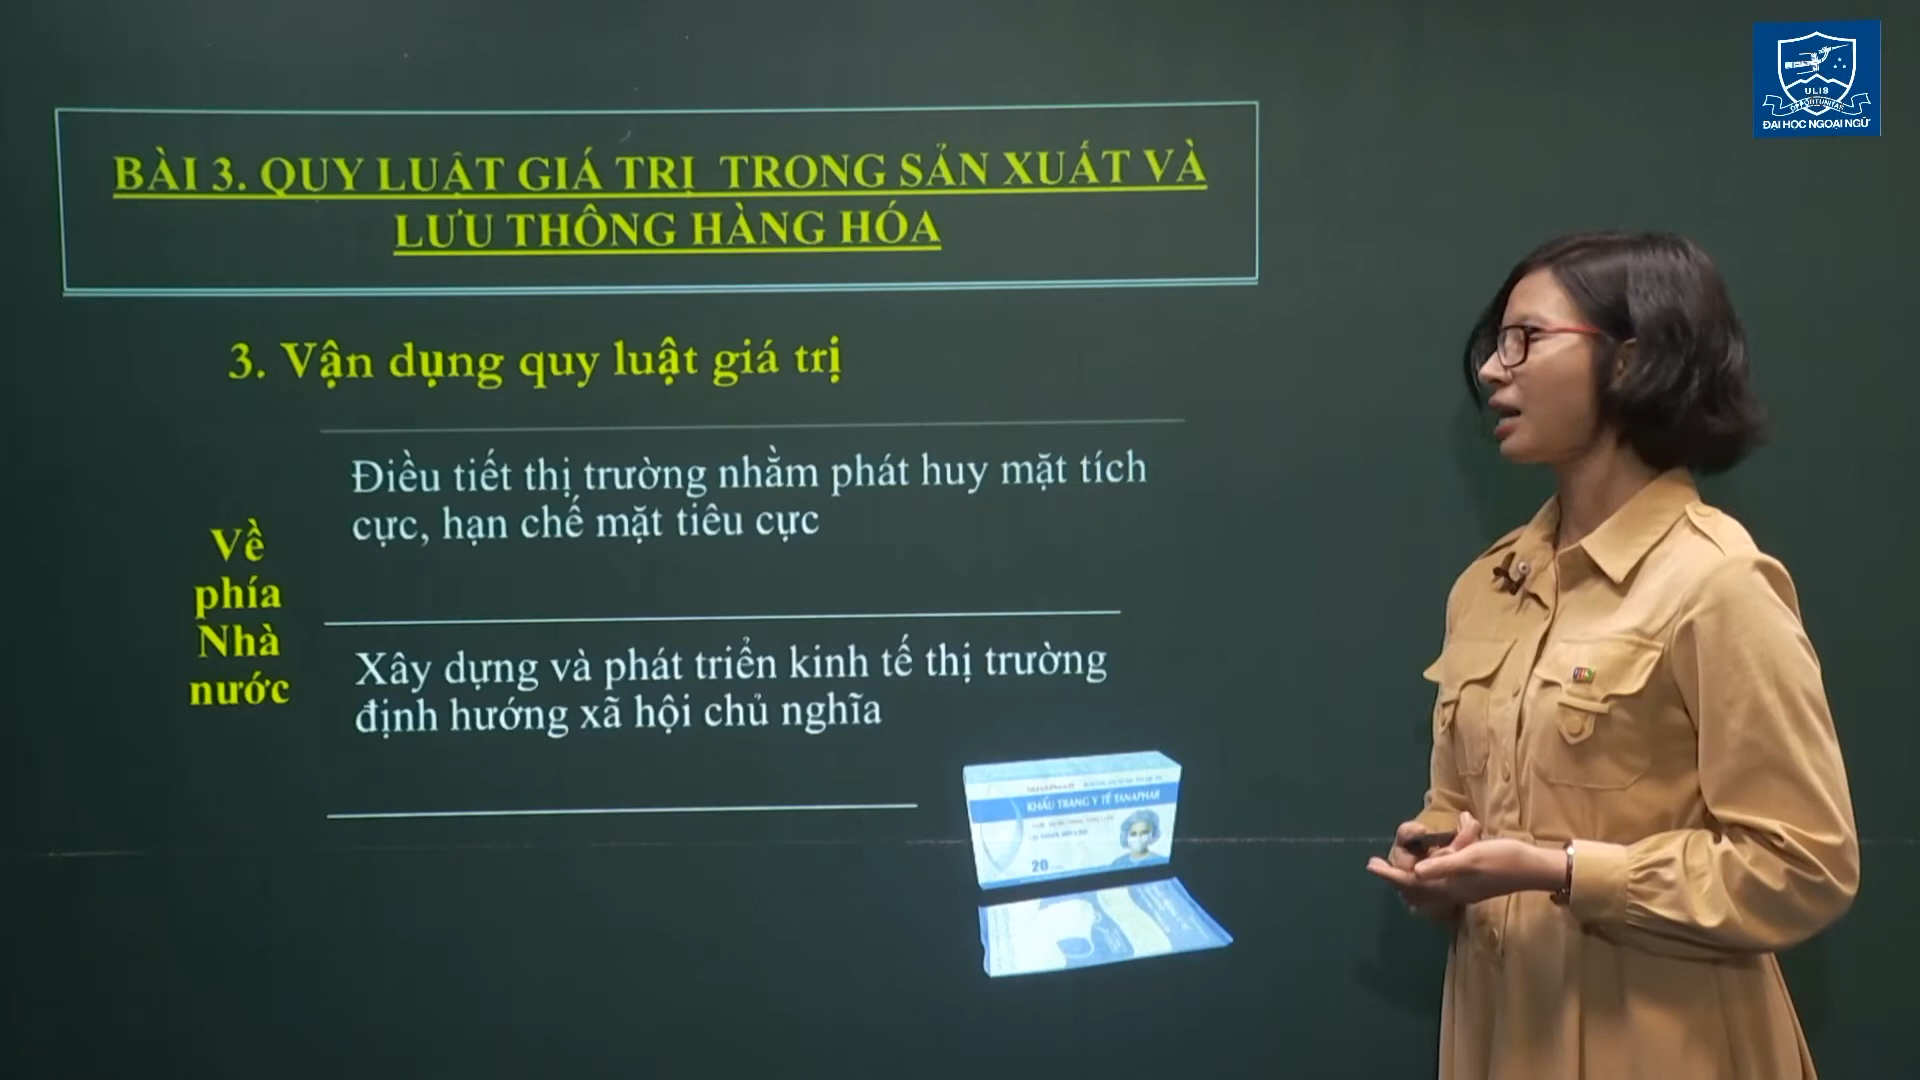 ULIS
ĐẠI HỌC NGOẠI NGỮ
BÀI 3. QUY LUẬT GIÁ TRỊ TRONG SẢN XUẤT VÀ
LƯU THÔNG HÀNG HÓA
3. Vận dụng quy luật giá trị
Điều tiết thị trường nhằm phát huy mặt tích
cực, hạn chế mặt tiêu cực
Về
phía
Nhà
nước
Xây dựng và phát triển kinh tế thị trường
định hướng xã hội chủ nghĩa
KHẨU TRANG Y TẾ TANAPHAR
20